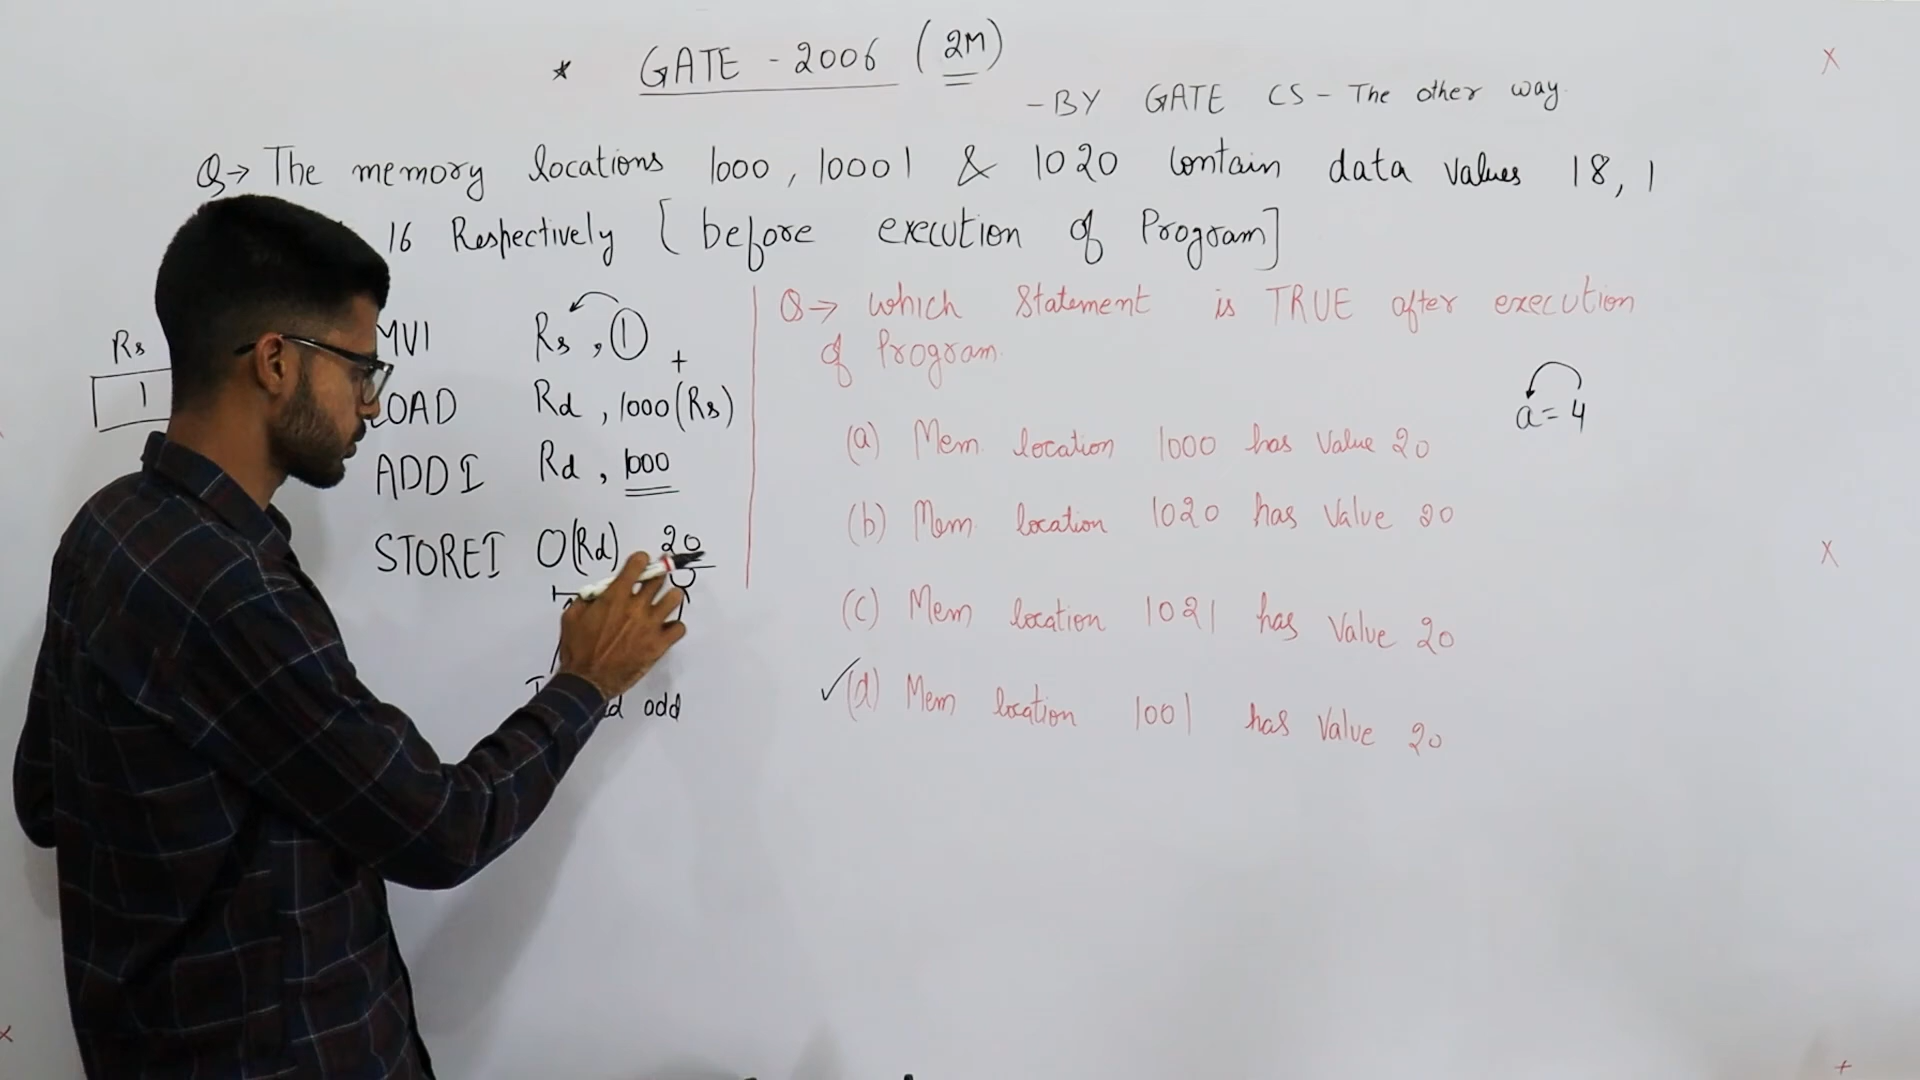 * GATE - 2006 (2M)
- BY GATE CS - The other way
Q→ The memory locations 1000, 10001 & 1020 contain data values 18, 1
16 Respectively [before execution of Program]
Rs
1
MVI Rs, 1
+
LOAD Rd, 1000(Rs)
ADDI Rd, 1000
STOREI O(Rd) 20
odd
Q→ which Statement is TRUE after execution
of Program.
a=4
(a) Mem location 1000 has value 20
(b) Mem. location 1020 has value 20
(c) Mem location 1021 has value 20
✓(d) Mem location 1001 has value 20